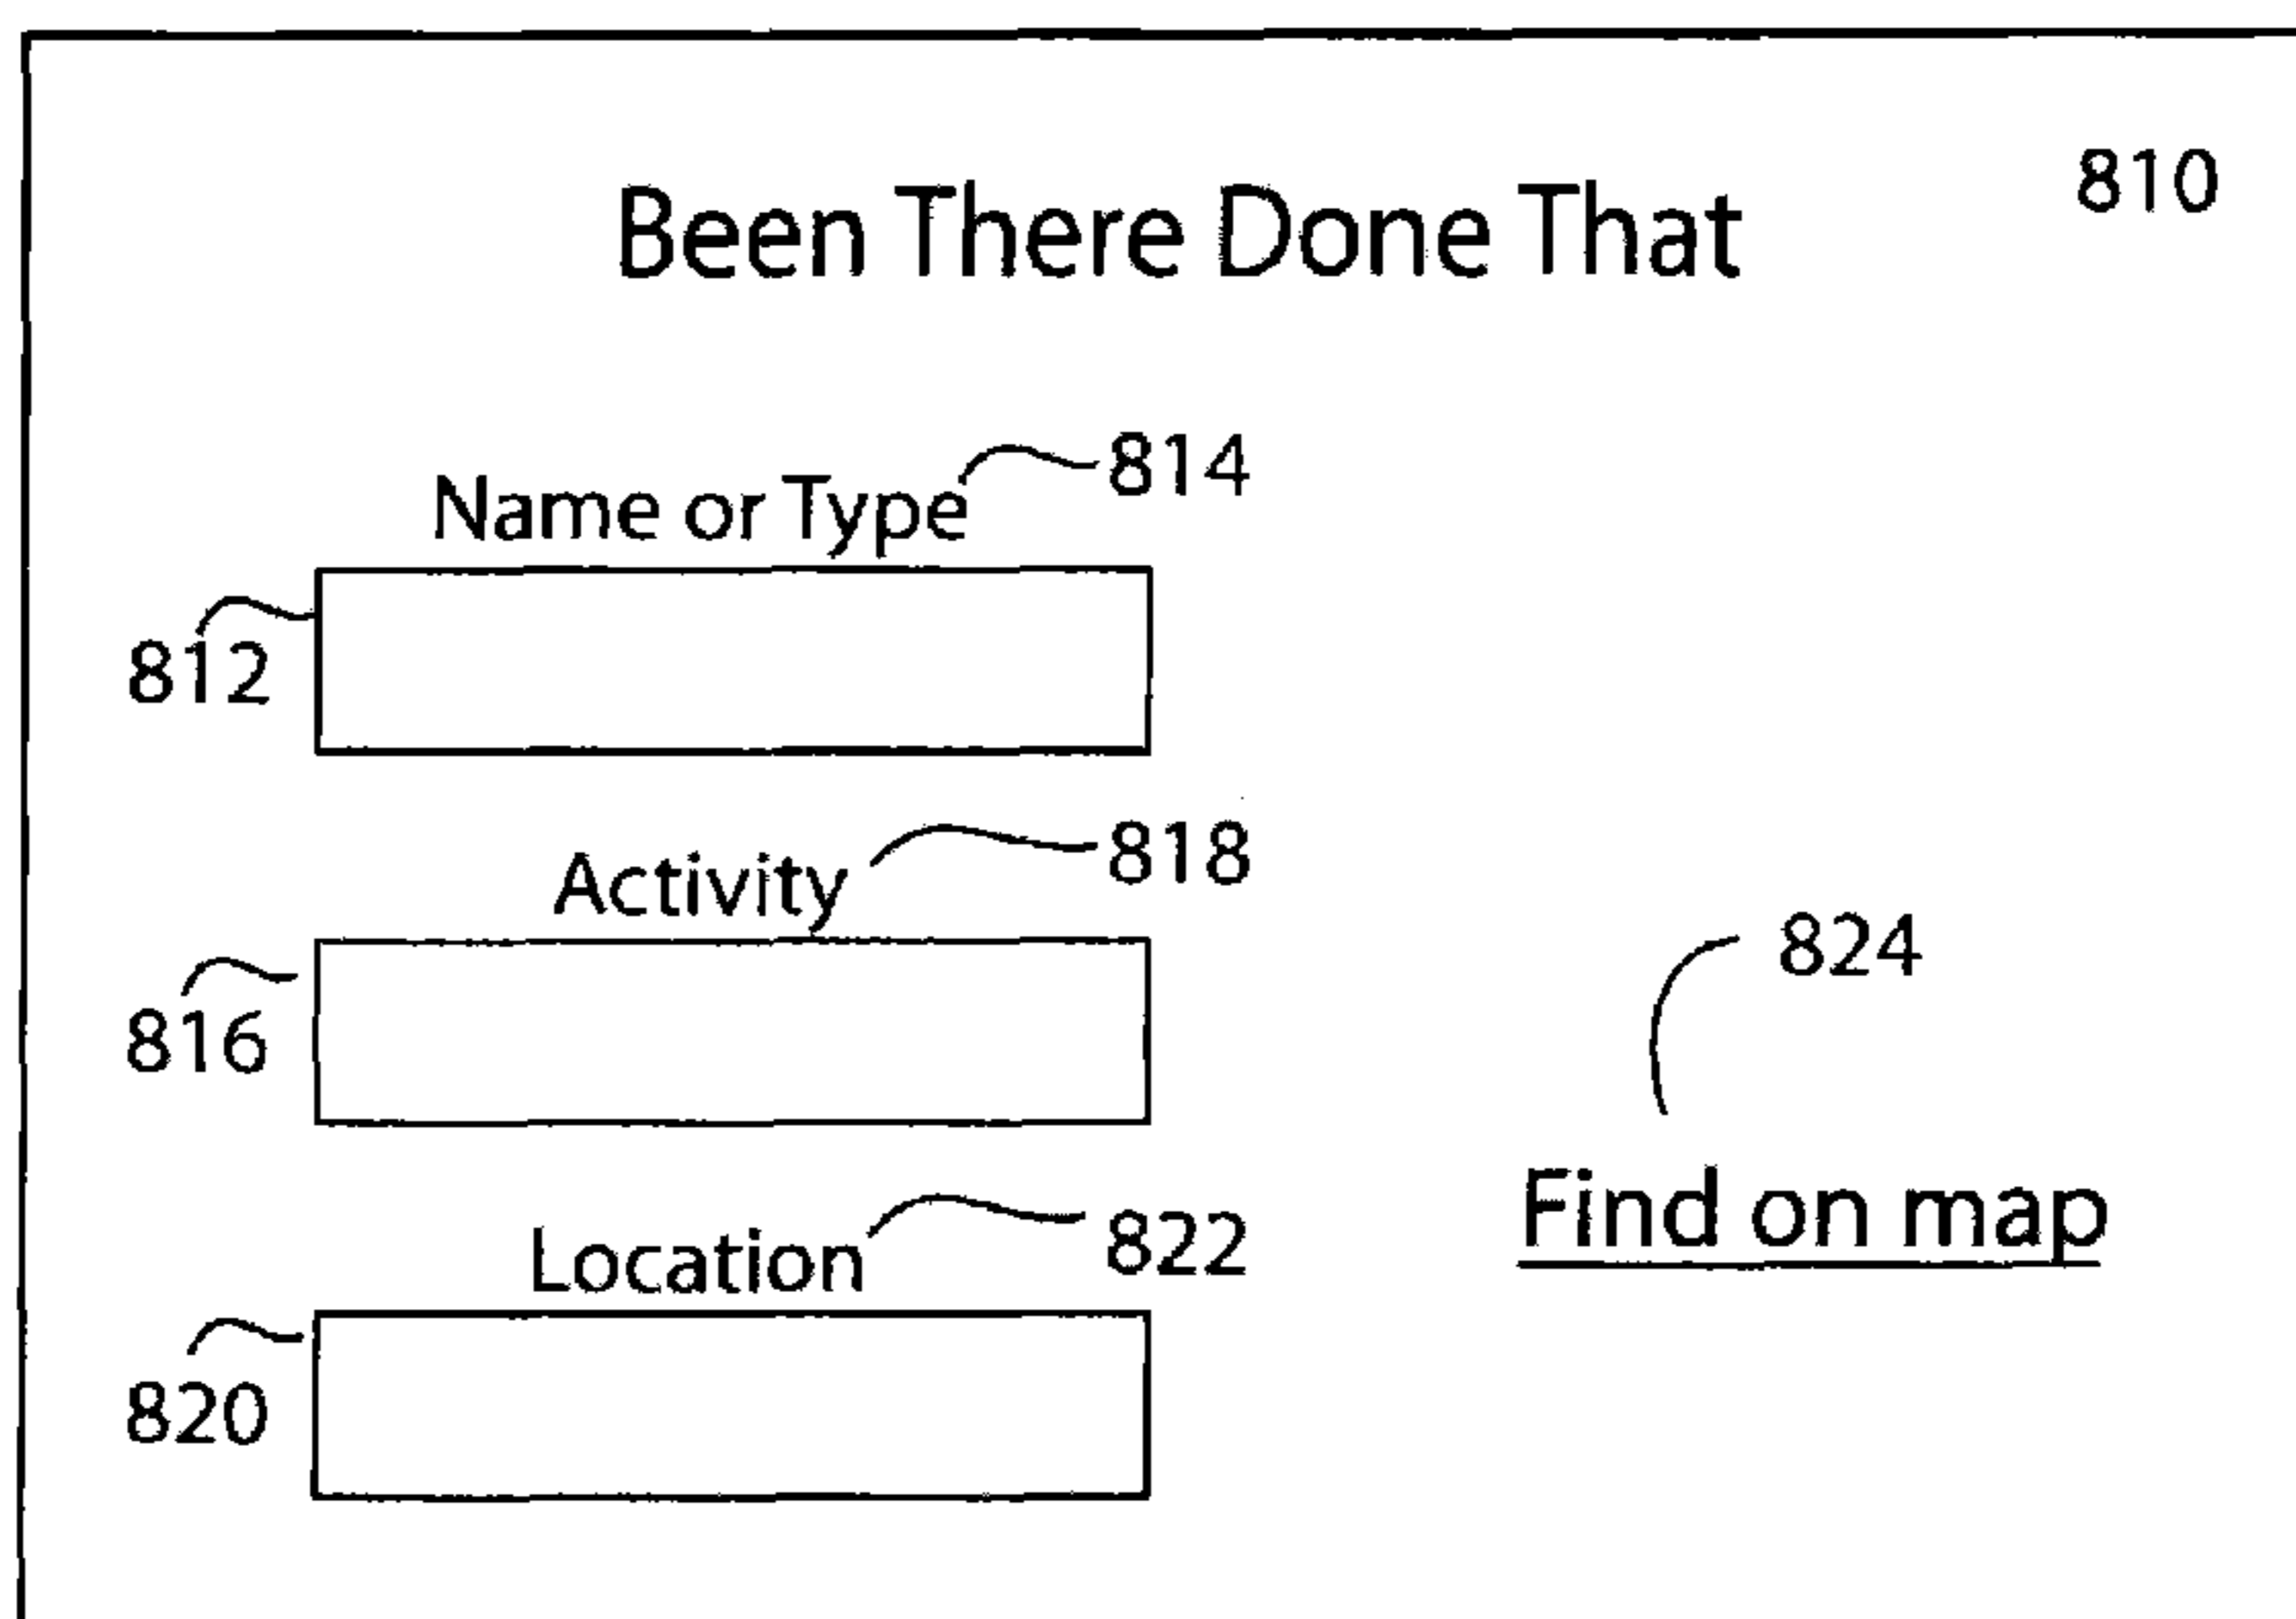 810
Been There Done That
814
Name or Type
812
818
Activity
816
824
822
Location
Find on map
820